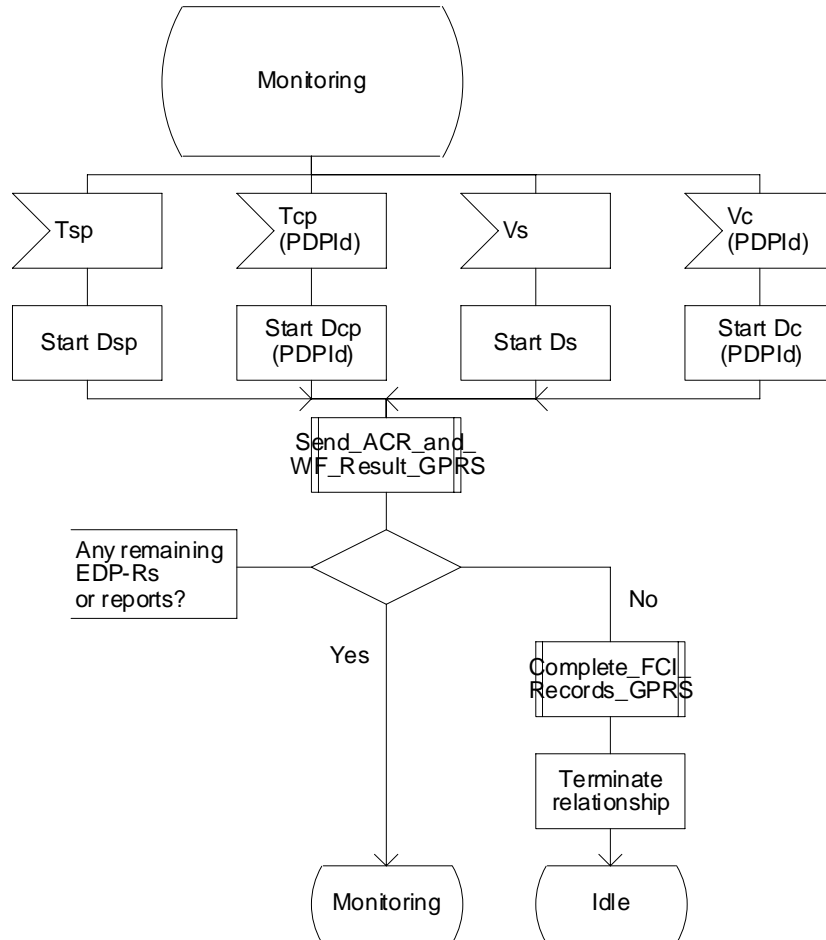 Monitoring
Tsp
Tcp
(PDPId)
Vs
Vc
(PDPId)
Start Dsp
Start Dcp
(PDPId)
Start Ds
Start Dc
(PDPId)
Send_ACR_and_
WF_Result_GPRS
Any remaining
EDP-Rs
or reports?
No
Yes
Complete_FCI_
Records_GPRS
Terminate
relationship
Monitoring
Idle